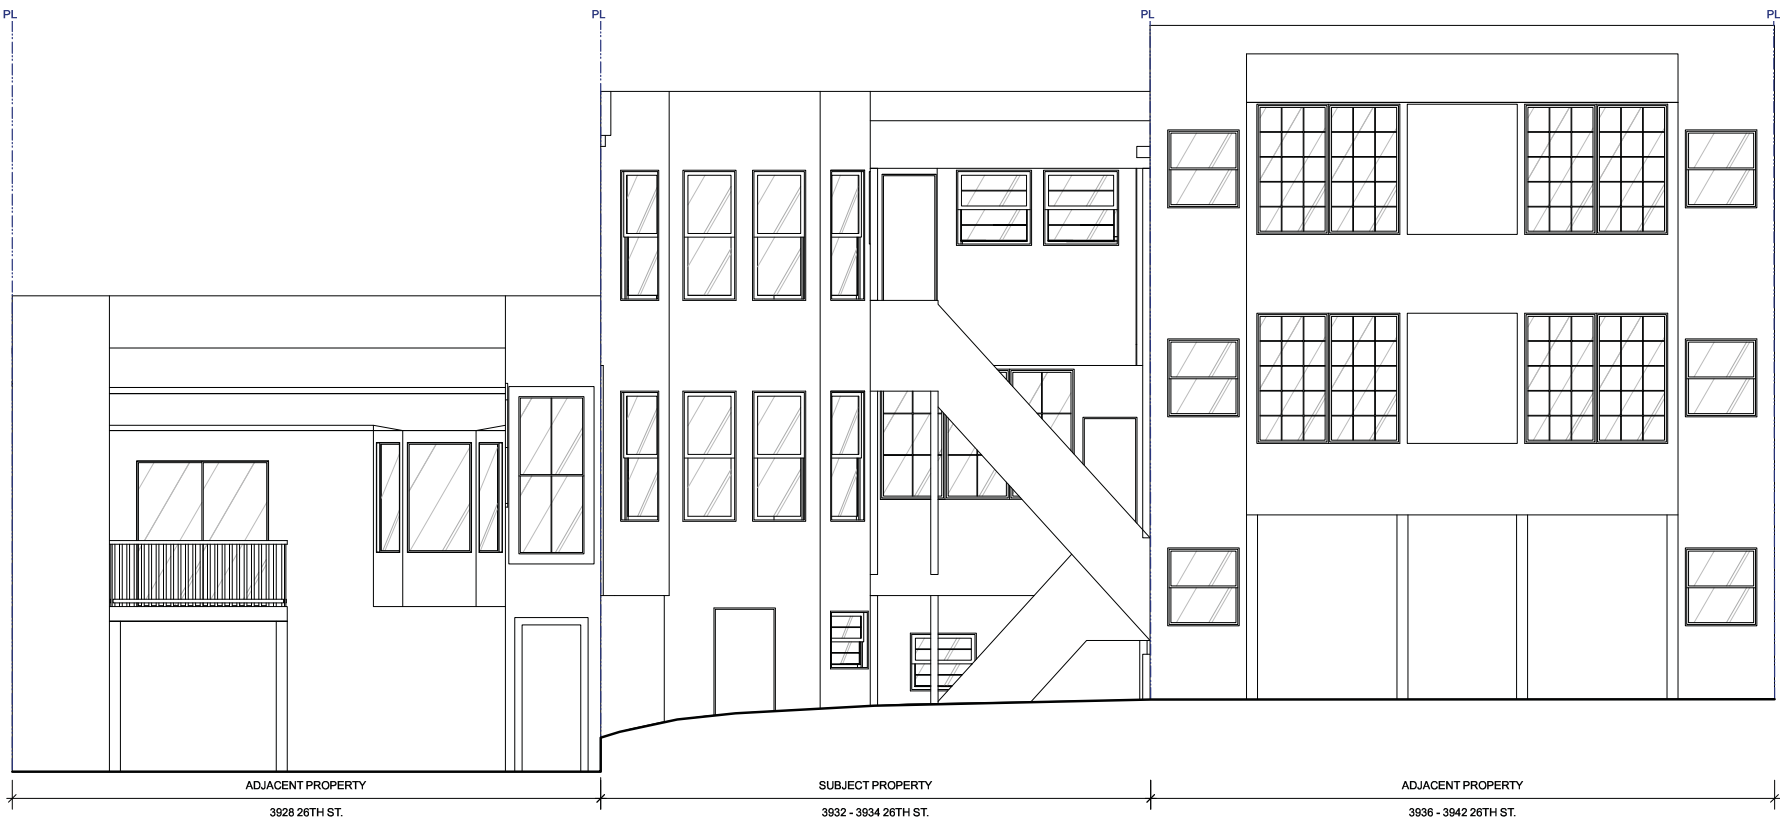 PL PL PL PL
ADJACENT PROPERTY SUBJECT PROPERTY ADJACENT PROPERTY
3928 26TH ST. 3932 - 3934 26TH ST. 3936 - 3942 26TH ST.